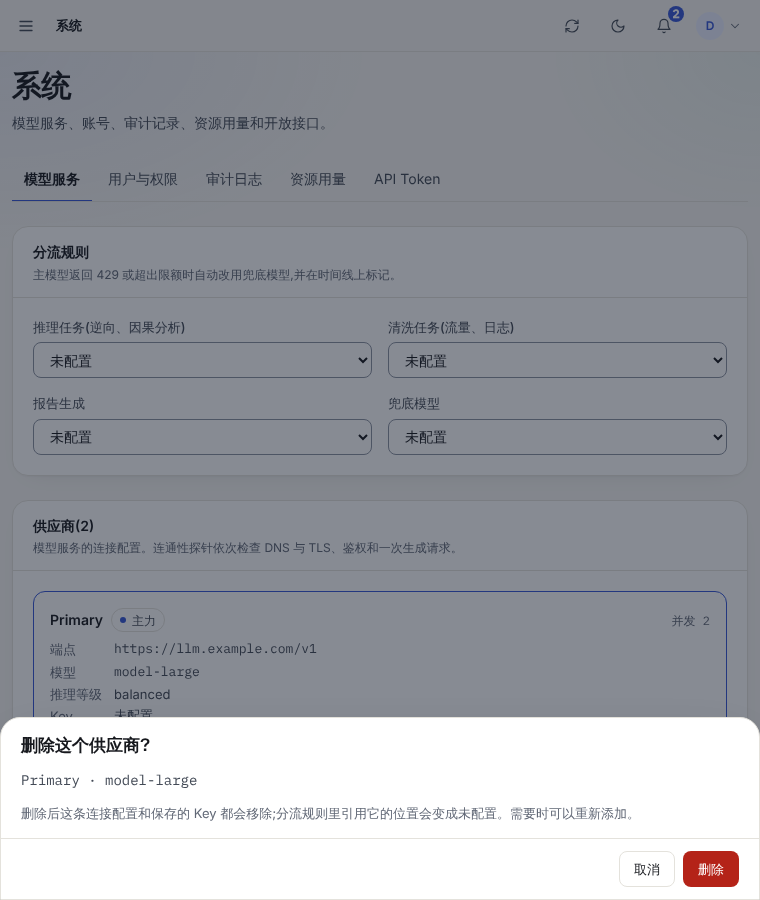 系统
2
D
系统
模型服务、账号、审计记录、资源用量和开放接口。
模型服务 用户与权限 审计日志 资源用量 API Token
分流规则
主模型返回 429 或超出限额时自动改用兜底模型,并在时间线上标记。
推理任务(逆向、因果分析) 清洗任务(流量、日志)
未配置 未配置
报告生成 兜底模型
未配置 未配置
供应商(2)
模型服务的连接配置。连通性探针依次检查 DNS 与 TLS、鉴权和一次生成请求。
Primary 主力 并发 2
端点 https://llm.example.com/v1
模型 model-large
推理等级 balanced
Key 未配置
删除这个供应商?
Primary · model-large
删除后这条连接配置和保存的 Key 都会移除;分流规则里引用它的位置会变成未配置。需要时可以重新添加。
取消 删除